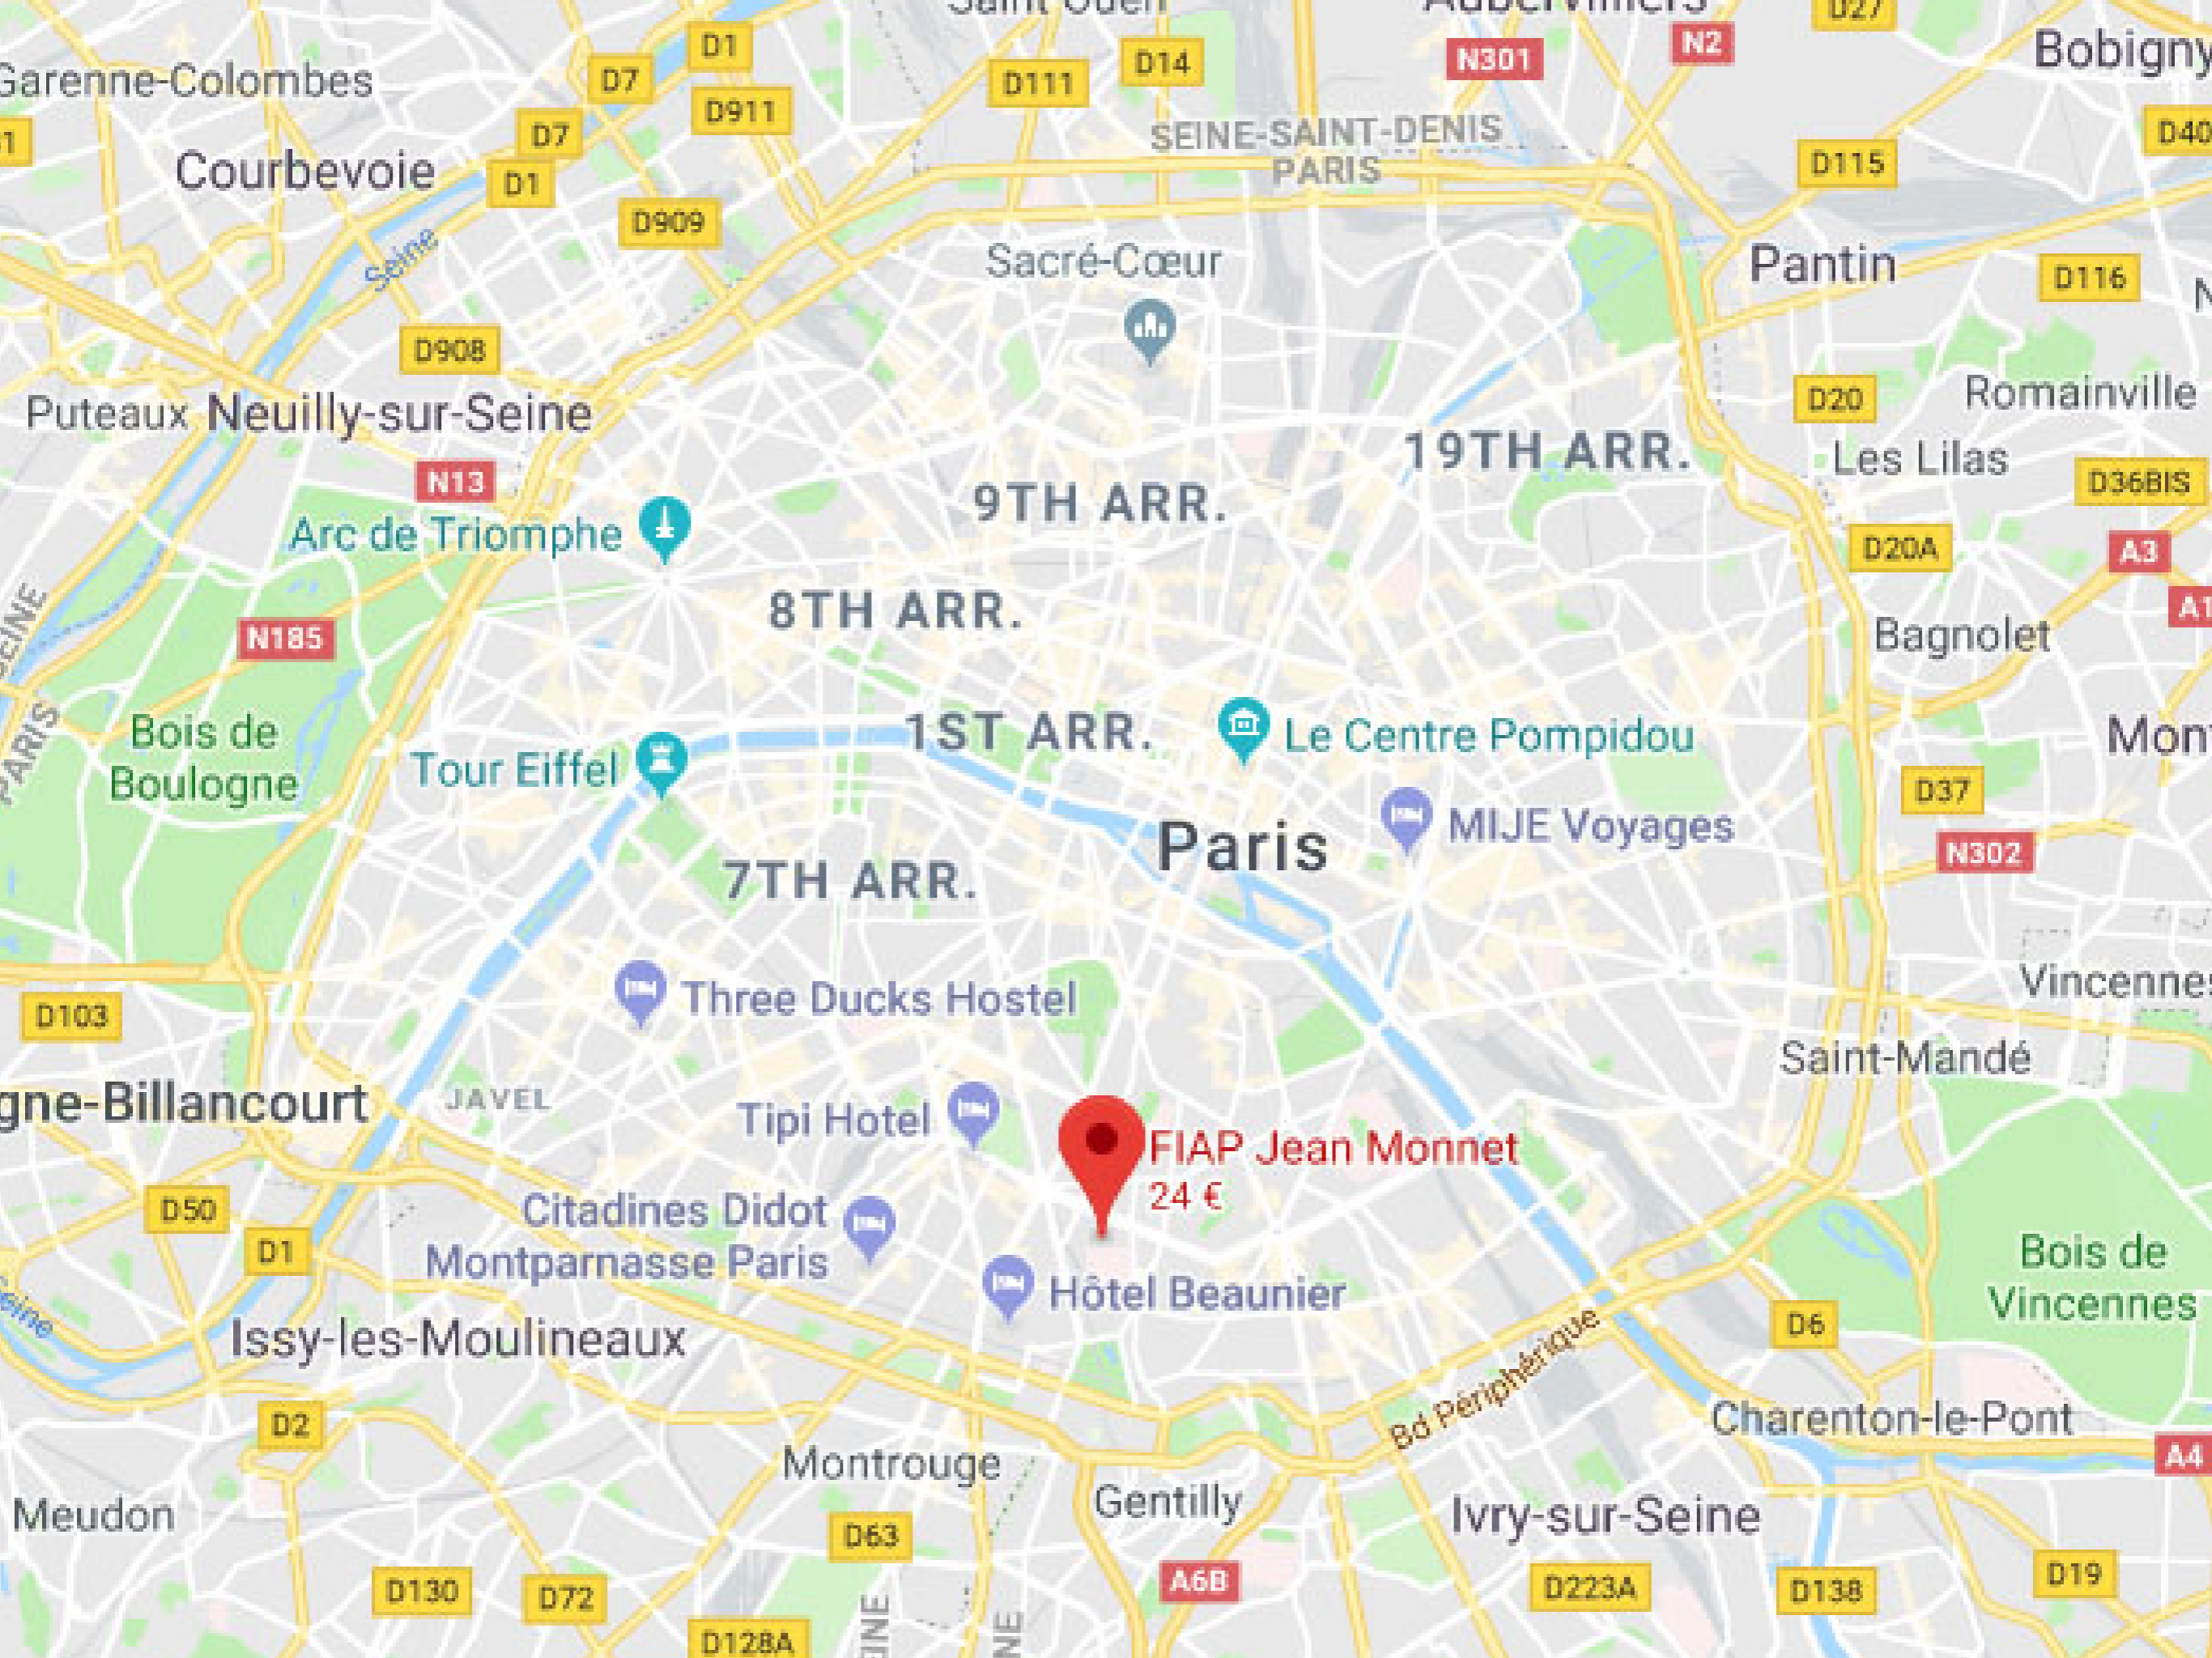 Saint-Ouen
Aubervilliers
D27
D1
N301
N2
Bobigny
D7
D14
Garenne-Colombes
D111
D911
D7
SEINE-SAINT-DENIS
D40
Courbevoie
PARIS
D115
D1
D909
Seine
Sacré-Cœur
Pantin
D116
D908
Puteaux
Neuilly-sur-Seine
D20
Romainville
19TH ARR.
Les Lilas
N13
D36BIS
9TH ARR.
Arc de Triomphe
D20A
A3
8TH ARR.
N185
Bagnolet
PARIS
Bois de
Boulogne
1ST ARR.
Le Centre Pompidou
Tour Eiffel
D37
MIJE Voyages
Paris
N302
7TH ARR.
Three Ducks Hostel
Vincennes
D103
Saint-Mandé
gne-Billancourt
JAVEL
Tipi Hotel
FIAP Jean Monnet
24 €
D50
Citadines Didot
Montparnasse Paris
D1
Bois de
Vincennes
Hôtel Beaunier
Seine
Issy-les-Moulineaux
D6
Bd Périphérique
D2
Charenton-le-Pont
A4
Montrouge
Meudon
Gentilly
Ivry-sur-Seine
D63
A6B
D130
D72
D223A
D138
D19
D128A